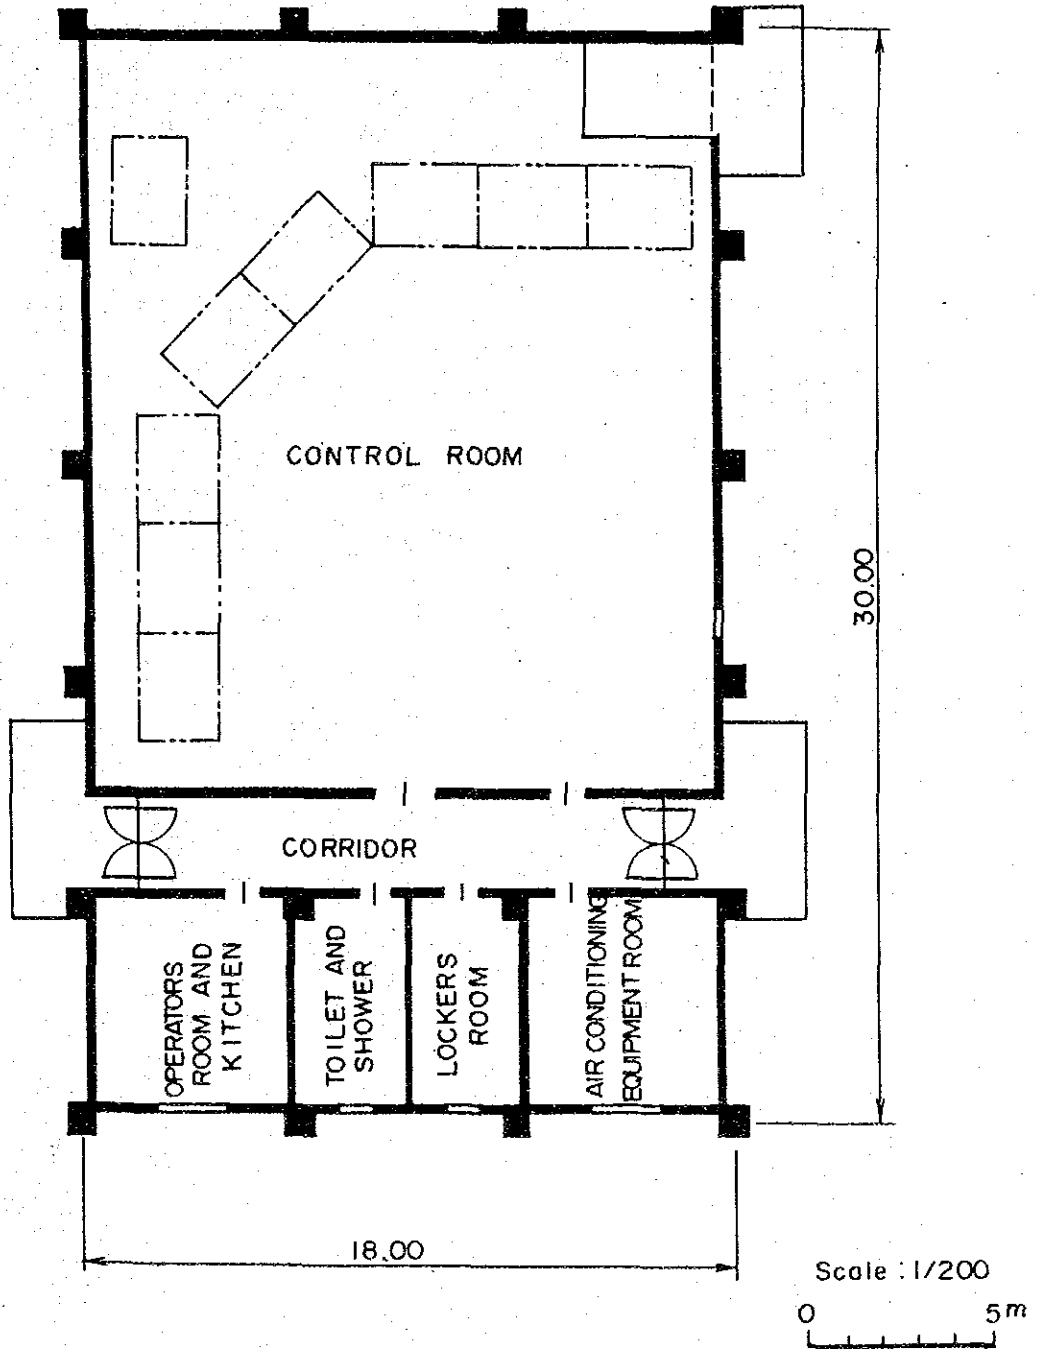 CONTROL ROOM
30.00
CORRIDOR
OPERATORS
ROOM AND
KITCHEN
TOILET AND
SHOWER
LOCKERS
ROOM
AIR CONDITIONING
EQUIPMENT ROOM
18.00
Scale : 1/200
0 5m